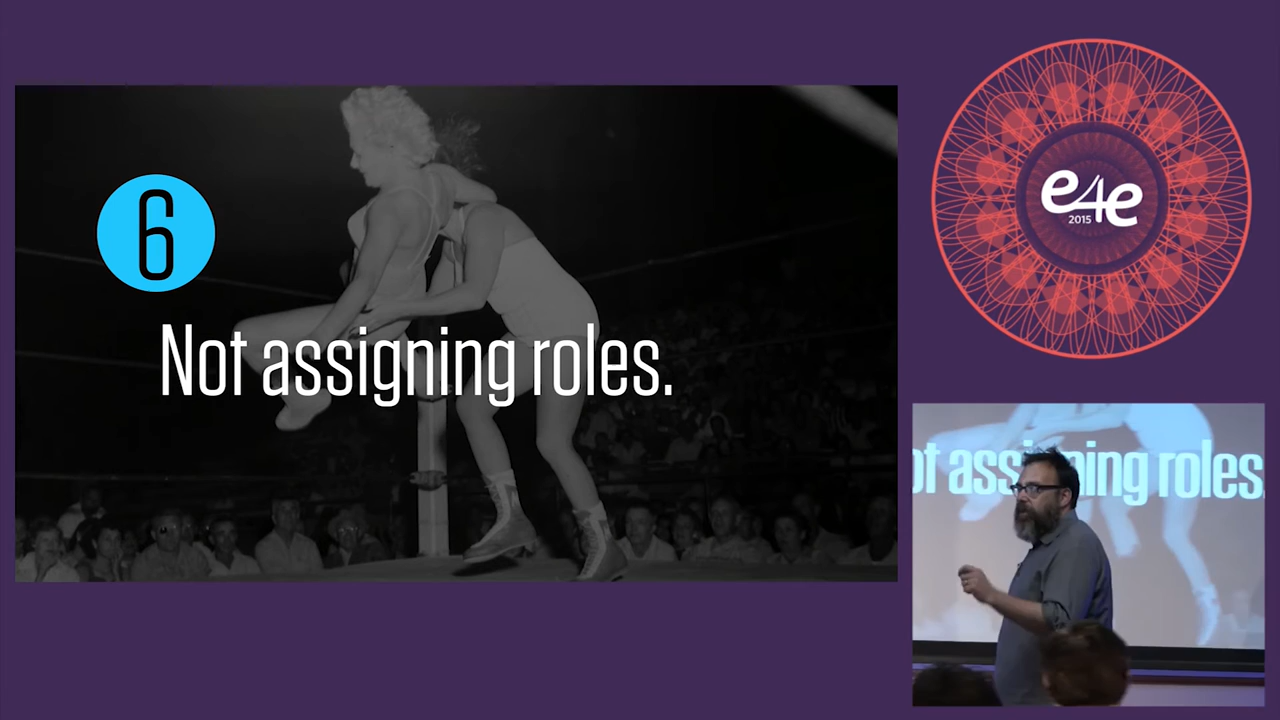 6
Not assigning roles.
e4e
2015
ot assigning roles.